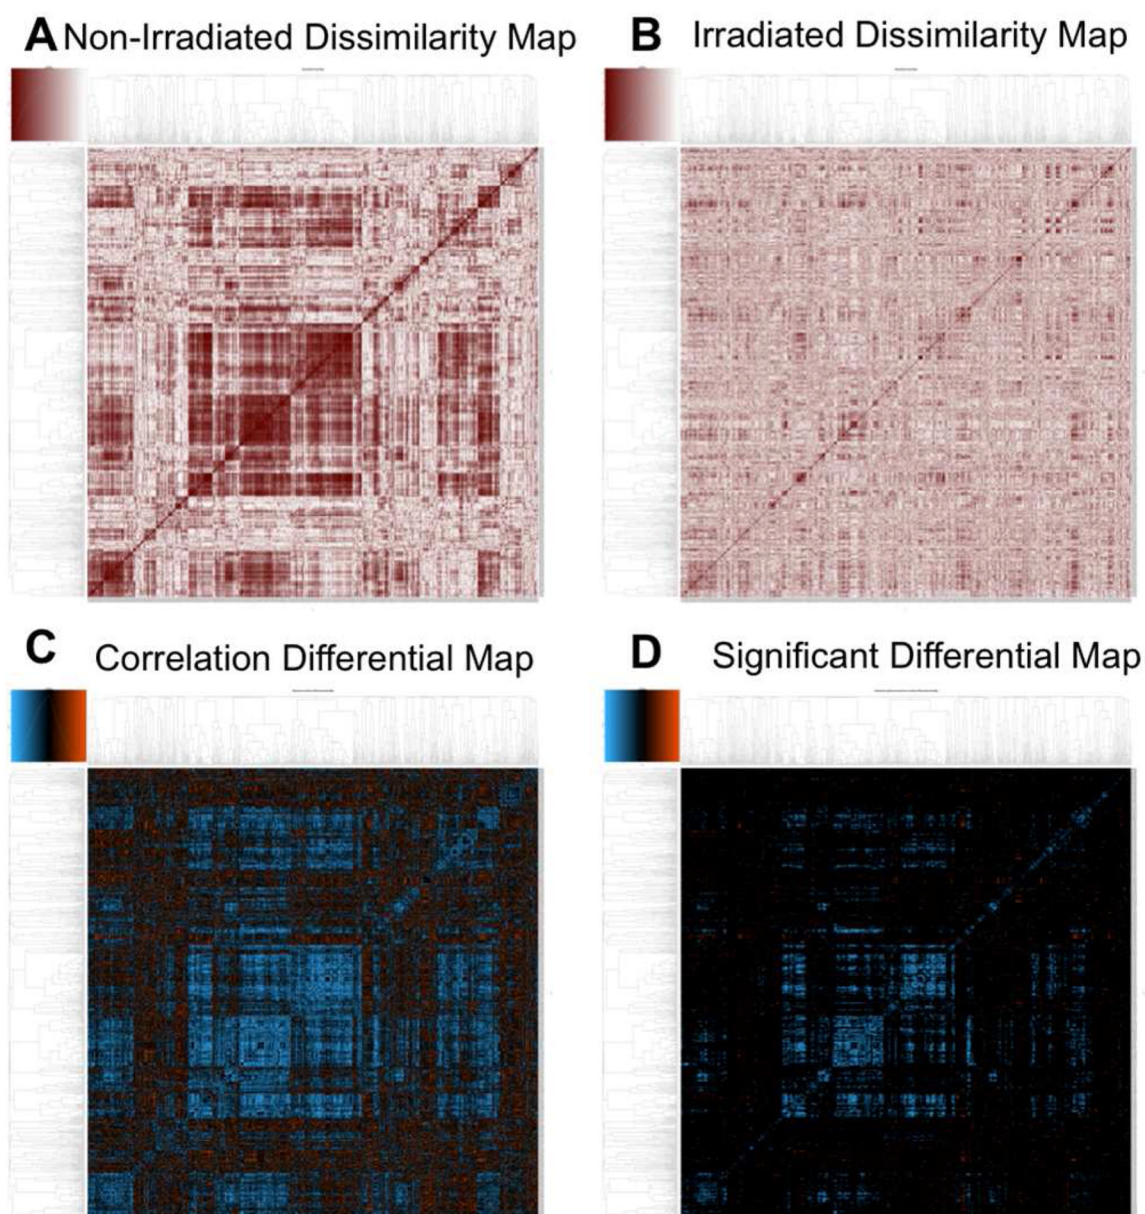 A Non-Irradiated Dissimilarity Map
B Irradiated Dissimilarity Map
C Correlation Differential Map
D Significant Differential Map